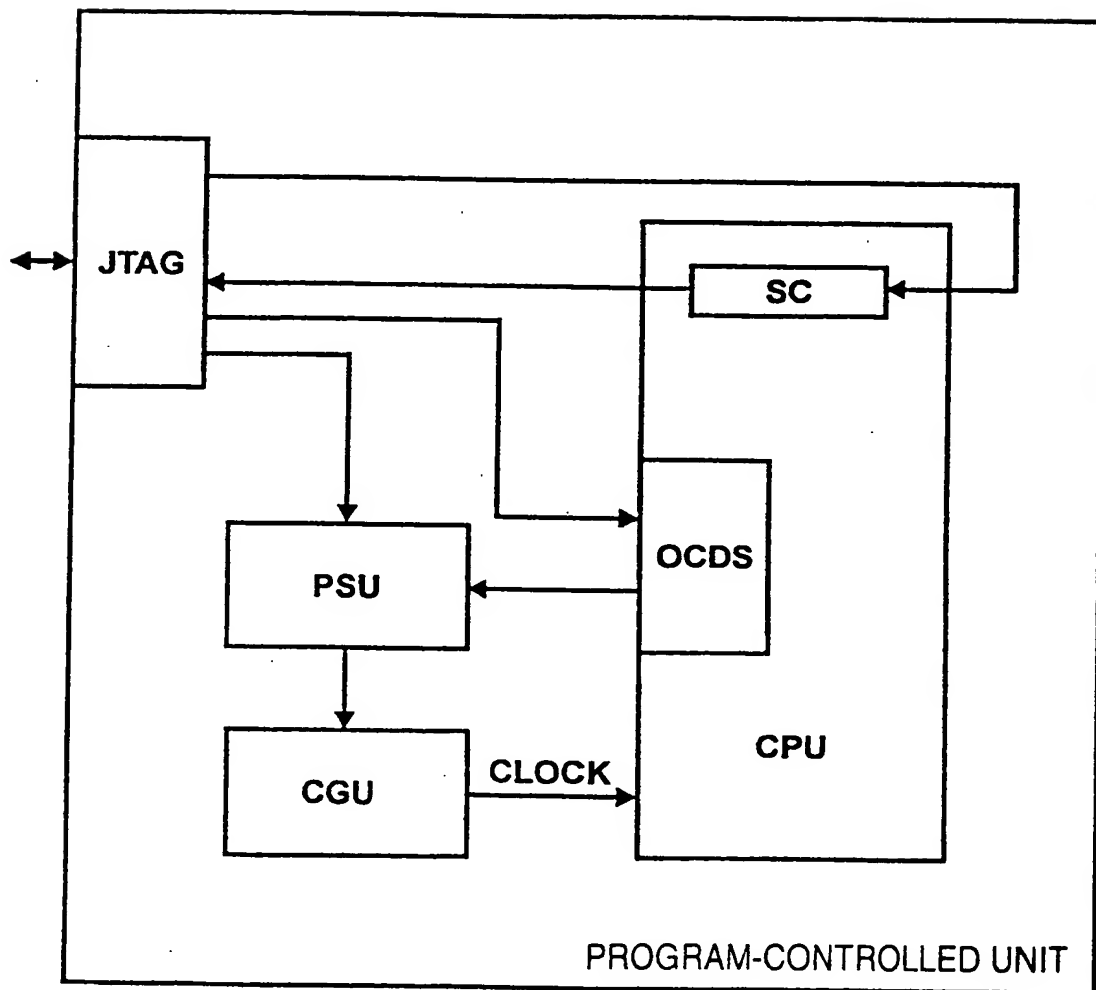 JTAG
SC
OCDS
PSU
CPU
CLOCK
CGU
PROGRAM-CONTROLLED UNIT